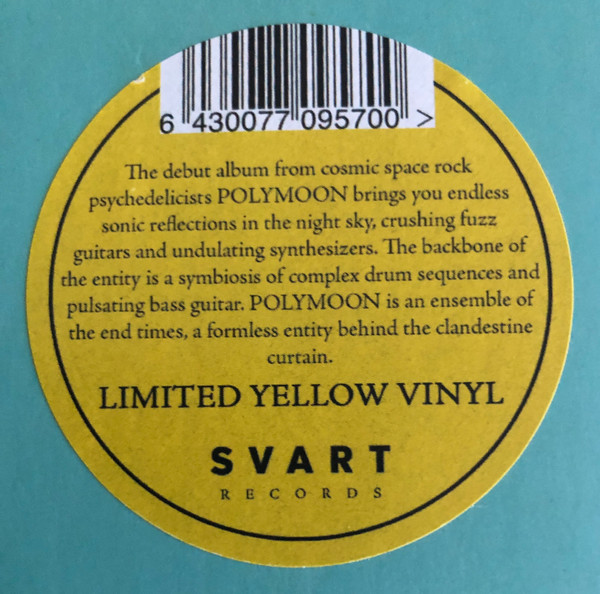 6 430077 095700 >
The debut album from cosmic space rock
psychedelicists POLYMOON brings you endless
sonic reflections in the night sky, crushing fuzz
guitars and undulating synthesizers. The backbone of
the entity is a symbiosis of complex drum sequences and
pulsating bass guitar. POLYMOON is an ensemble of
the end times, a formless entity behind the clandestine
curtain.
LIMITED YELLOW VINYL
SVART
RECORDS